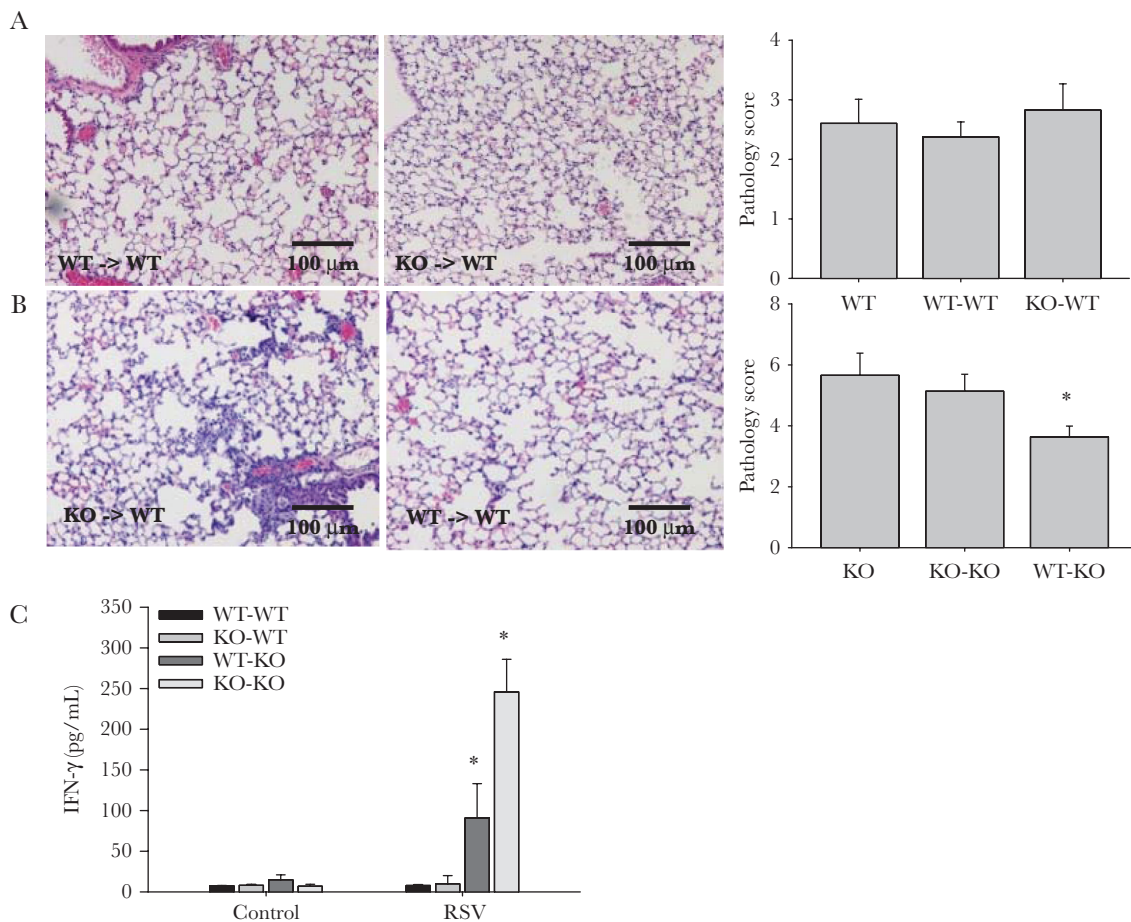 A
WT -> WT
100 μm
KO -> WT
100 μm
Pathology score
4
3
2
1
0
WT
WT-WT
KO-WT
B
KO -> WT
100 μm
WT -> WT
100 μm
Pathology score
8
6
4
2
0
*
KO
KO-KO
WT-KO
C
IFN-γ (pg/mL)
350
300
250
200
150
100
50
0
WT-WT
KO-WT
WT-KO
KO-KO
*
*
Control
RSV